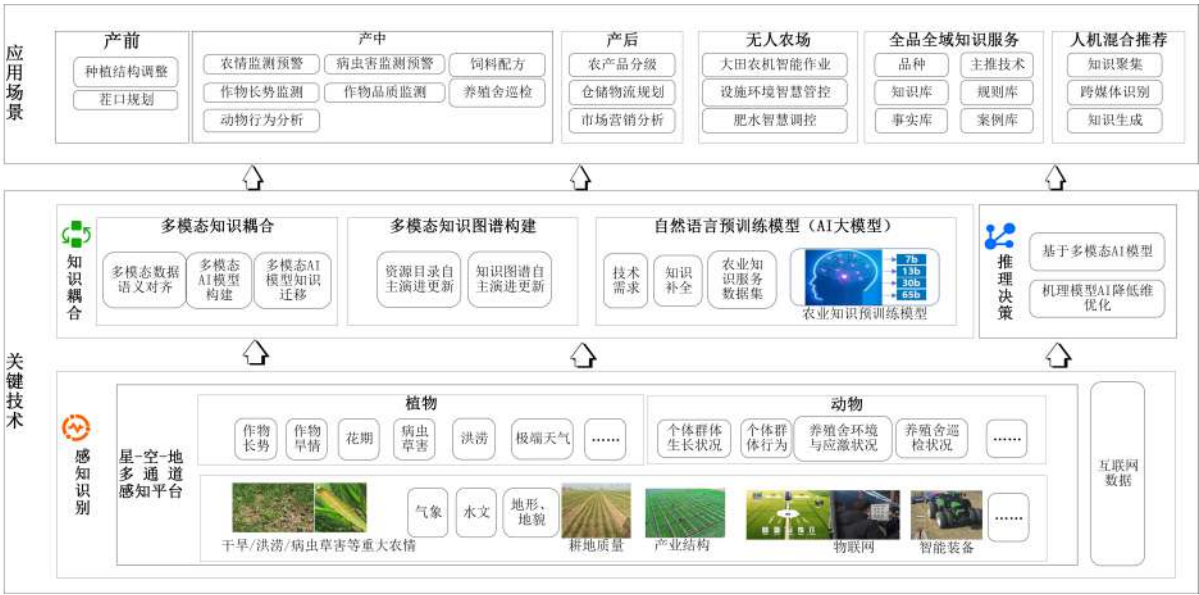 应用场景
产前
种植结构调整
茬口规划
产中
农情监测预警
病虫害监测预警
饲料配方
作物长势监测
作物品质监测
养殖舍巡检
动物行为分析
产后
农产品分级
仓储物流规划
市场营销分析
无人农场
大田农机智能作业
设施环境智慧管控
肥水智慧调控
全品全域知识服务
品种
主推技术
知识库
规则库
事实库
案例库
人机混合推荐
知识聚集
跨媒体识别
知识生成
关键技术
知识耦合
多模态知识耦合
多模态数据
语义对齐
多模态
AI模型
构建
多模态AI
模型知识
迁移
多模态知识图谱构建
资源目录自
主演进更新
知识图谱自
主演进更新
自然语言预训练模型（AI大模型）
技术
需求
知识
补全
农业知
识服务
数据集
7b
13b
30b
65b
农业知识预训练模型
推理决策
基于多模态AI模型
机理模型AI降低维
优化
感知识别
星-空-地
多通道
感知平台
植物
作物
长势
作物
旱情
花期
病虫
草害
洪涝
极端天气
……
动物
个体群体
生长状况
个体群
体行为
养殖舍环境
与应激状况
养殖舍巡
检状况
……
干旱/洪涝/病虫草害等重大农情
气象
水文
地形、
地貌
耕地质量
产业结构
物联网
智能装备
……
互联网
数据